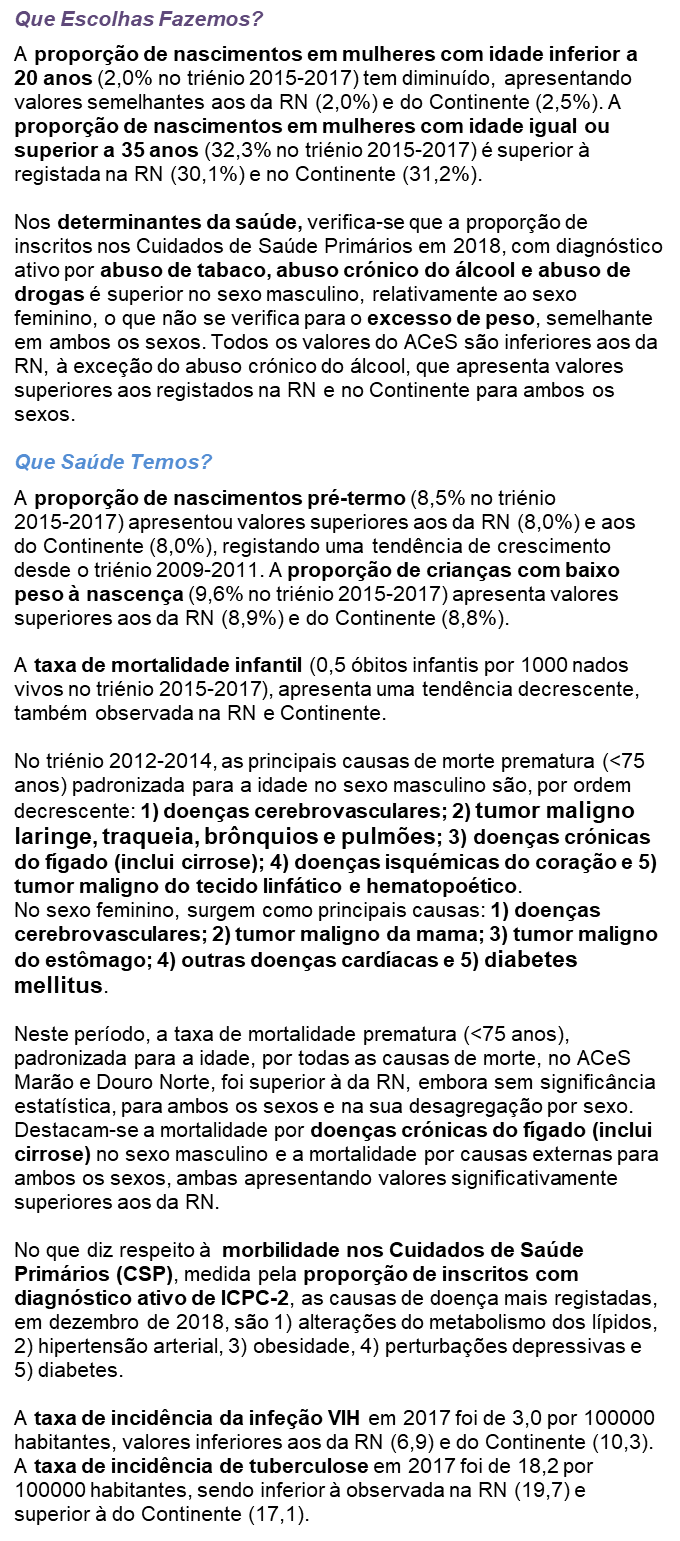 Que Escolhas Fazemos?
A proporção de nascimentos em mulheres com idade inferior a
20 anos (2,0% no triénio 2015-2017) tem diminuído, apresentando
valores semelhantes aos da RN (2,0%) e do Continente (2,5%). A
proporção de nascimentos em mulheres com idade igual ou
superior a 35 anos (32,3% no triénio 2015-2017) é superior à
registada na RN (30,1%) e no Continente (31,2%).
Nos determinantes da saúde, verifica-se que a proporção de
inscritos nos Cuidados de Saúde Primários em 2018, com diagnóstico
ativo por abuso de tabaco, abuso crónico do álcool e abuso de
drogas é superior no sexo masculino, relativamente ao sexo
feminino, o que não se verifica para o excesso de peso, semelhante
em ambos os sexos. Todos os valores do ACeS são inferiores aos da
RN, à exceção do abuso crónico do álcool, que apresenta valores
superiores aos registados na RN e no Continente para ambos os
sexos.
Que Saúde Temos?
A proporção de nascimentos pré-termo (8,5% no triénio
2015-2017) apresentou valores superiores aos da RN (8,0%) e aos
do Continente (8,0%), registando uma tendência de crescimento
desde o triénio 2009-2011. A proporção de crianças com baixo
peso à nascença (9,6% no triénio 2015-2017) apresenta valores
superiores aos da RN (8,9%) e do Continente (8,8%).
A taxa de mortalidade infantil (0,5 óbitos infantis por 1000 nados
vivos no triénio 2015-2017), apresenta uma tendência decrescente,
também observada na RN e Continente.
No triénio 2012-2014, as principais causas de morte prematura (<75
anos) padronizada para a idade no sexo masculino são, por ordem
decrescente: 1) doenças cerebrovasculares; 2) tumor maligno
laringe, traqueia, brônquios e pulmões; 3) doenças crónicas
do fígado (inclui cirrose); 4) doenças isquémicas do coração e 5)
tumor maligno do tecido linfático e hematopoético.
No sexo feminino, surgem como principais causas: 1) doenças
cerebrovasculares; 2) tumor maligno da mama; 3) tumor maligno
do estômago; 4) outras doenças cardíacas e 5) diabetes
mellitus.
Neste período, a taxa de mortalidade prematura (<75 anos),
padronizada para a idade, por todas as causas de morte, no ACeS
Marão e Douro Norte, foi superior à da RN, embora sem significância
estatística, para ambos os sexos e na sua desagregação por sexo.
Destacam-se a mortalidade por doenças crónicas do fígado (inclui
cirrose) no sexo masculino e a mortalidade por causas externas para
ambos os sexos, ambas apresentando valores significativamente
superiores aos da RN.
No que diz respeito à morbilidade nos Cuidados de Saúde
Primários (CSP), medida pela proporção de inscritos com
diagnóstico ativo de ICPC-2, as causas de doença mais registadas,
em dezembro de 2018, são 1) alterações do metabolismo dos lípidos,
2) hipertensão arterial, 3) obesidade, 4) perturbações depressivas e
5) diabetes.
A taxa de incidência da infeção VIH em 2017 foi de 3,0 por 100000
habitantes, valores inferiores aos da RN (6,9) e do Continente (10,3).
A taxa de incidência de tuberculose em 2017 foi de 18,2 por
100000 habitantes, sendo inferior à observada na RN (19,7) e
superior à do Continente (17,1).